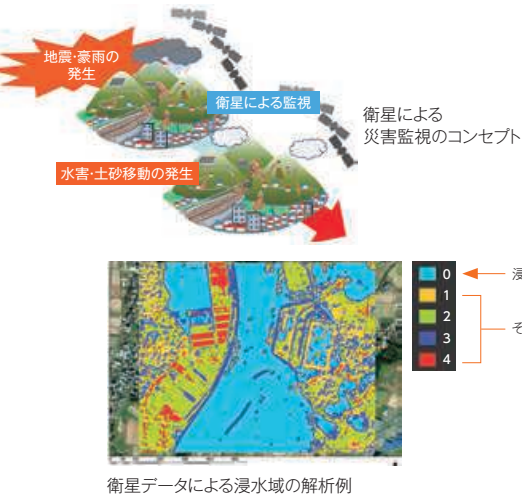 地震・豪雨の
発生
衛星による監視
衛星による
災害監視のコンセプト
水害・土砂移動の発生
0
浸
1
そ
2
3
4
衛星データによる浸水域の解析例